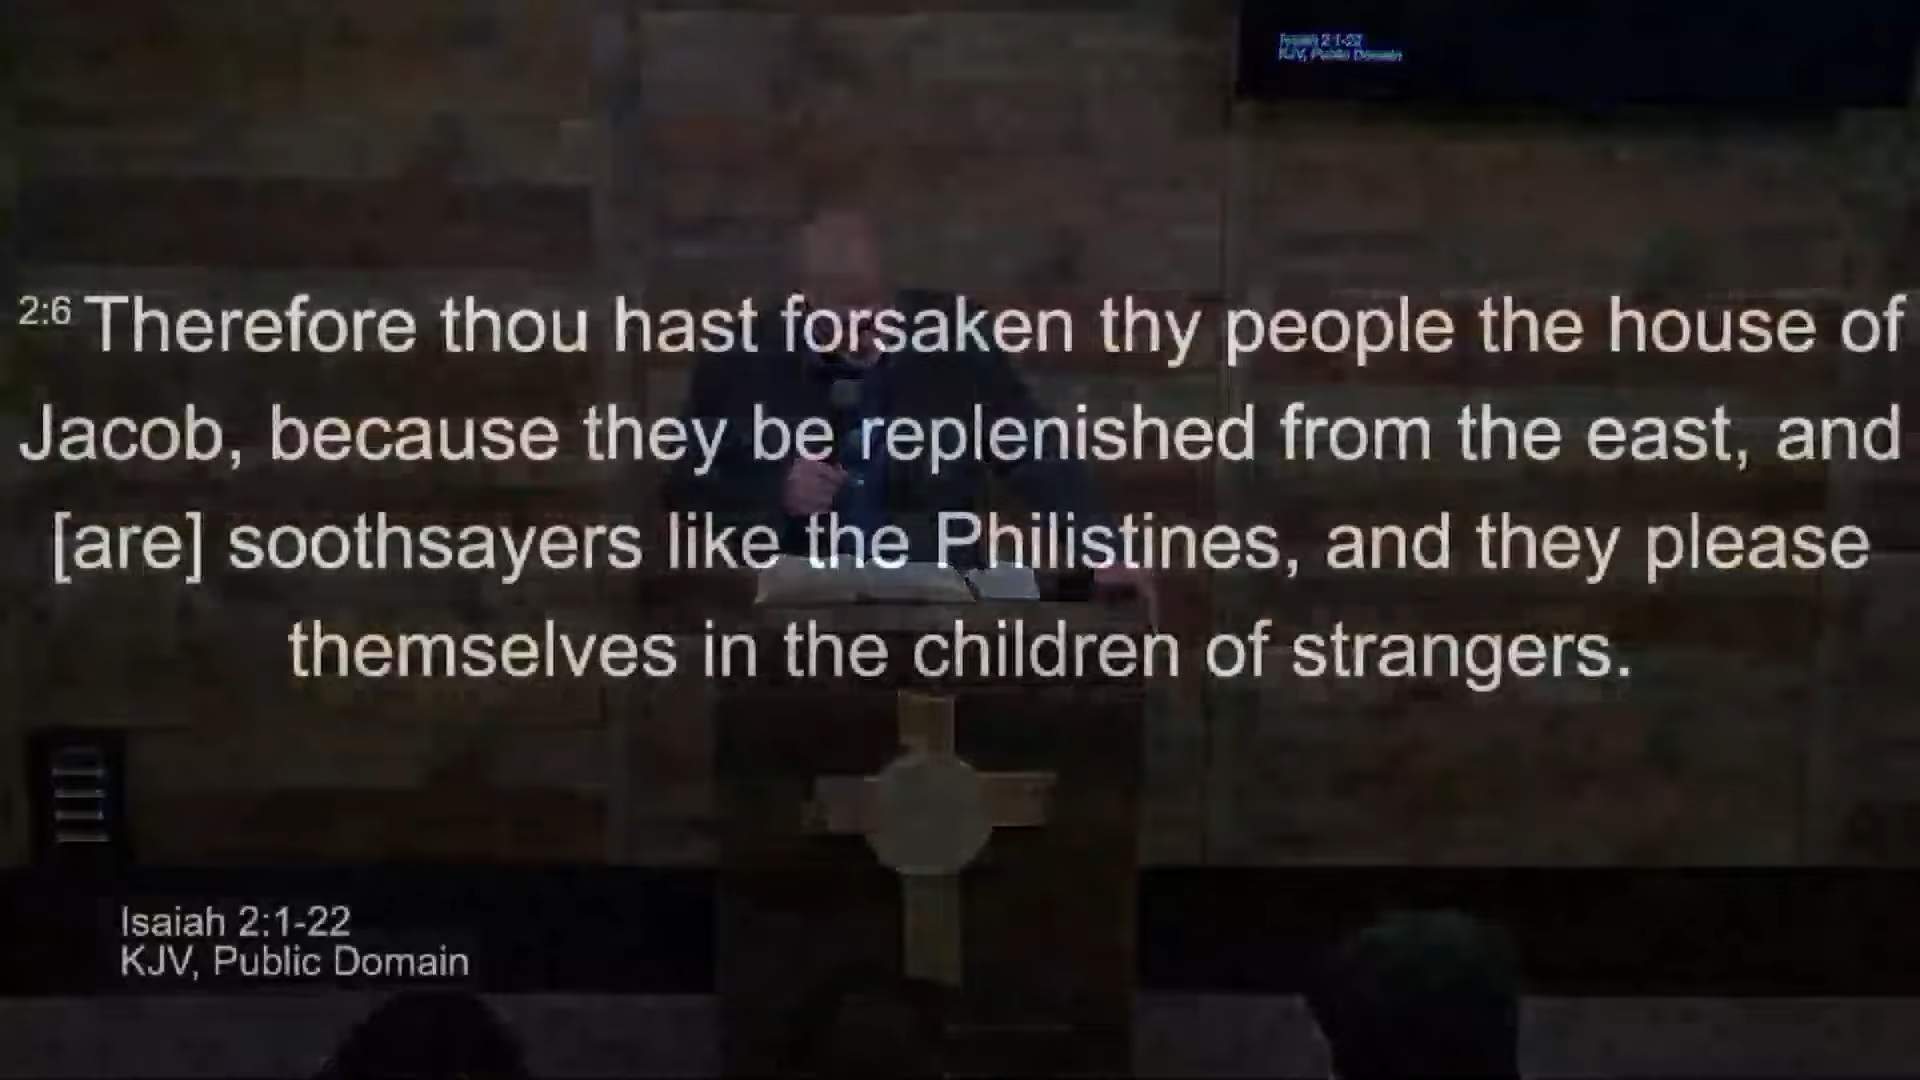 Isaiah 2:1-22
KJV, Public Domain
2:6 Therefore thou hast forsaken thy people the house of
Jacob, because they be replenished from the east, and
[are] soothsayers like the Philistines, and they please
themselves in the children of strangers.
Isaiah 2:1-22
KJV, Public Domain